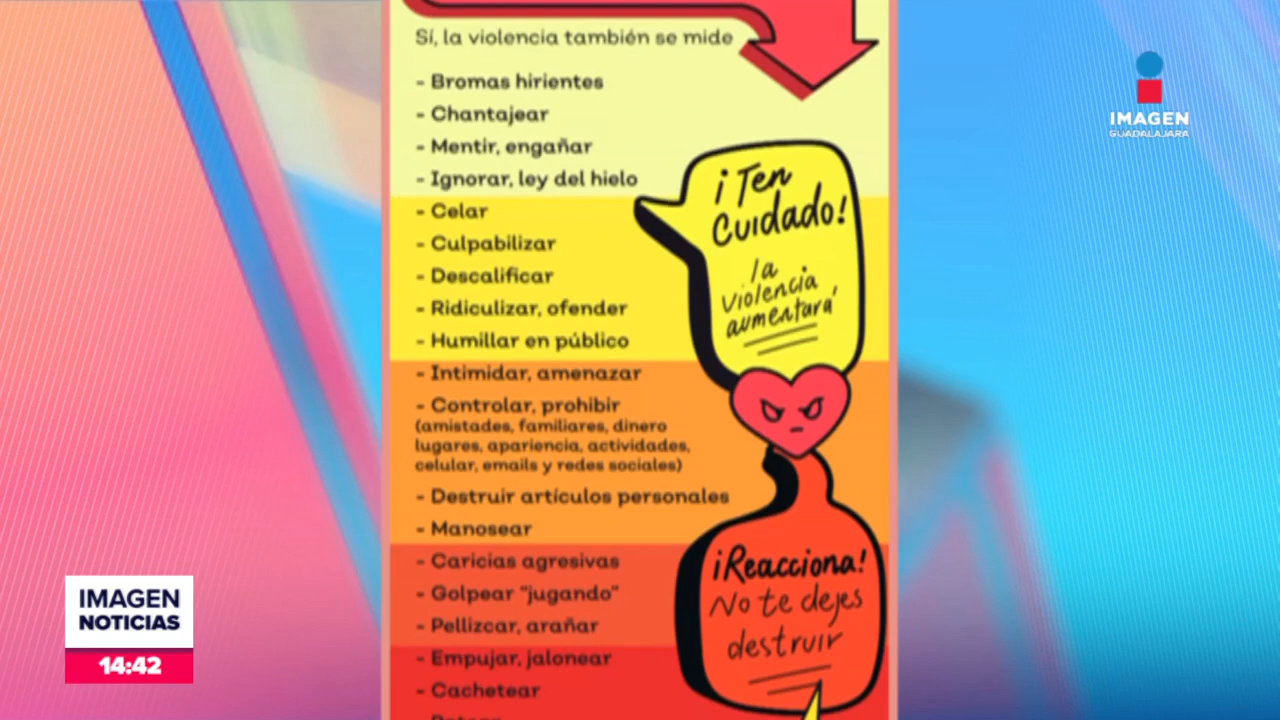 Sí, la violencia también se mide
- Bromas hirientes
- Chantajear
- Mentir, engañar
- Ignorar, ley del hielo
- Celar
- Culpabilizar
- Descalificar
- Ridiculizar, ofender
- Humillar en público
- Intimidar, amenazar
- Controlar, prohibir
(amistades, familiares, dinero
lugares, apariencia, actividades,
celular, emails y redes sociales)
- Destruir artículos personales
- Manosear
- Caricias agresivas
- Golpear "jugando"
- Pellizcar, arañar
- Empujar, jalonear
- Cachetear
¡Ten
Cuidado!
la
violencia
aumentará
¡Reacciona!
No te dejes
destruir
IMAGEN
GUADALAJARA
IMAGEN
NOTICIAS
14:42